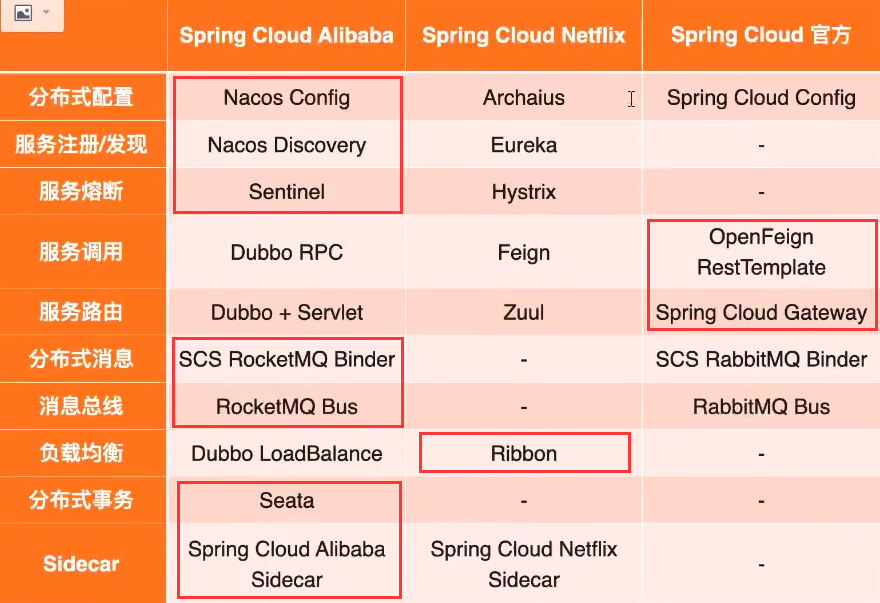 Spring Cloud Alibaba Spring Cloud Netflix Spring Cloud 官方
分布式配置 Nacos Config Archaius Spring Cloud Config
服务注册/发现 Nacos Discovery Eureka -
服务熔断 Sentinel Hystrix -
服务调用 Dubbo RPC Feign OpenFeign
RestTemplate
服务路由 Dubbo + Servlet Zuul Spring Cloud Gateway
分布式消息 SCS RocketMQ Binder - SCS RabbitMQ Binder
消息总线 RocketMQ Bus - RabbitMQ Bus
负载均衡 Dubbo LoadBalance Ribbon -
分布式事务 Seata - -
Sidecar Spring Cloud Alibaba Spring Cloud Netflix -
Sidecar Sidecar